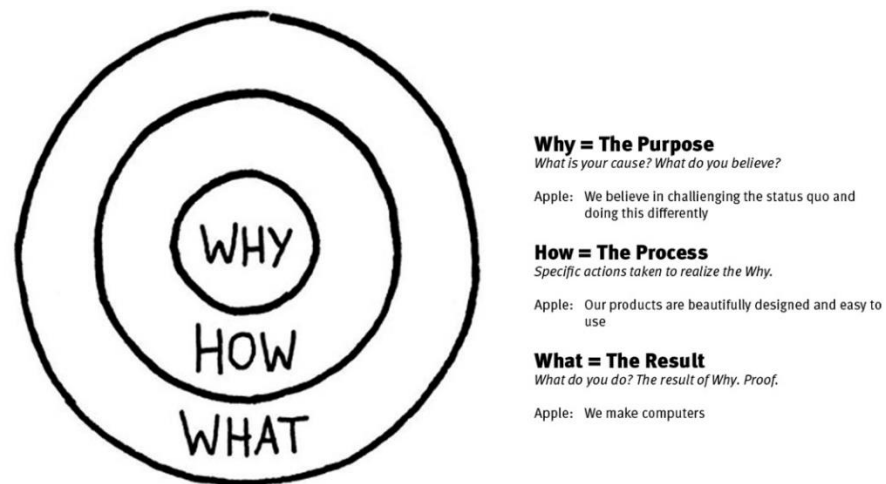 WHY
HOW
WHAT
Why = The Purpose
What is your cause? What do you believe?
Apple: We believe in challienging the status quo and
doing this differently
How = The Process
Specific actions taken to realize the Why.
Apple: Our products are beautifully designed and easy to
use
What = The Result
What do you do? The result of Why. Proof.
Apple: We make computers